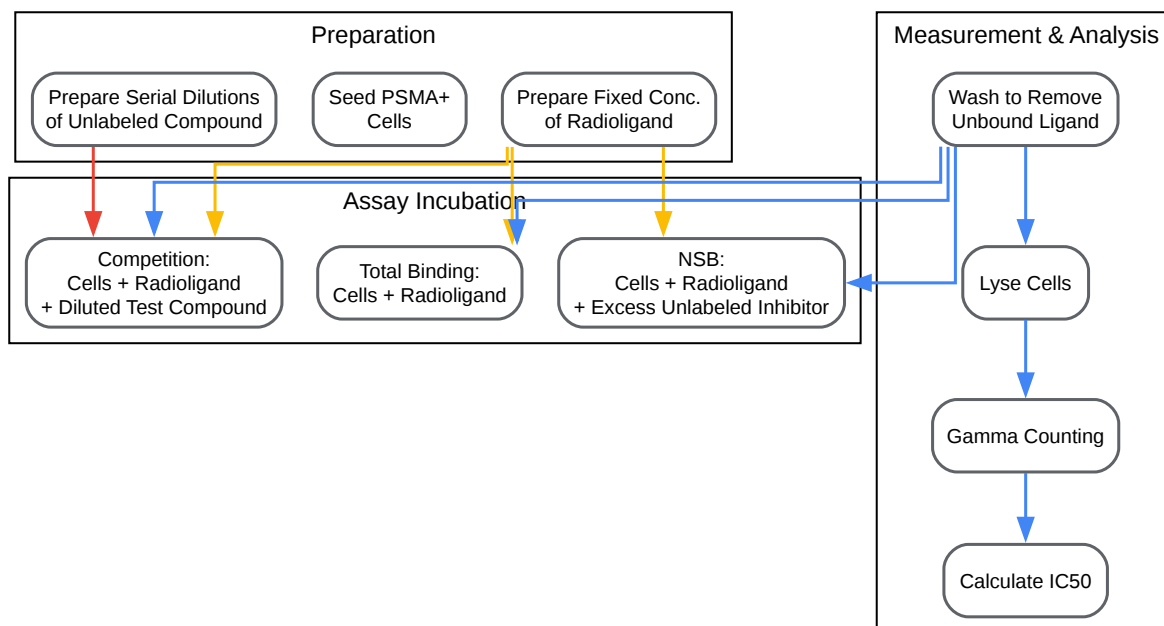 Preparation
Prepare Serial Dilutions
of Unlabeled Compound
Seed PSMA+
Cells
Prepare Fixed Conc.
of Radioligand
Assay Incubation
Competition:
Cells + Radioligand
+ Diluted Test Compound
Total Binding:
Cells + Radioligand
NSB:
Cells + Radioligand
+ Excess Unlabeled Inhibitor
Measurement & Analysis
Wash to Remove
Unbound Ligand
Lyse Cells
Gamma Counting
Calculate IC50